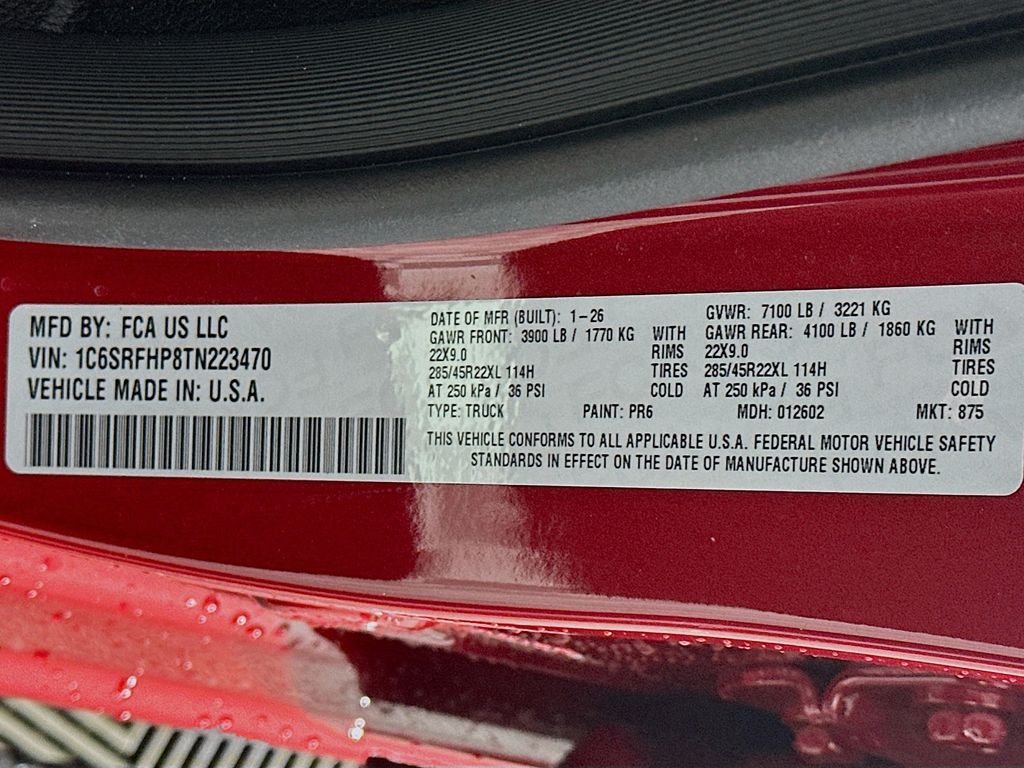 MFD BY: FCA US LLC
VIN: 1C6SRFHP8TN223470
VEHICLE MADE IN: U.S.A.
DATE OF MFR (BUILT): 1-26 GVWR: 7100 LB / 3221 KG
GAWR FRONT: 3900 LB / 1770 KG WITH GAWR REAR: 4100 LB / 1860 KG WITH
22X9.0 RIMS 22X9.0 RIMS
285/45R22XL 114H TIRES 285/45R22XL 114H TIRES
AT 250 kPa / 36 PSI COLD AT 250 kPa / 36 PSI COLD
TYPE: TRUCK PAINT: PR6 MDH: 012602 MKT: 875
THIS VEHICLE CONFORMS TO ALL APPLICABLE U.S.A. FEDERAL MOTOR VEHICLE SAFETY
STANDARDS IN EFFECT ON THE DATE OF MANUFACTURE SHOWN ABOVE.